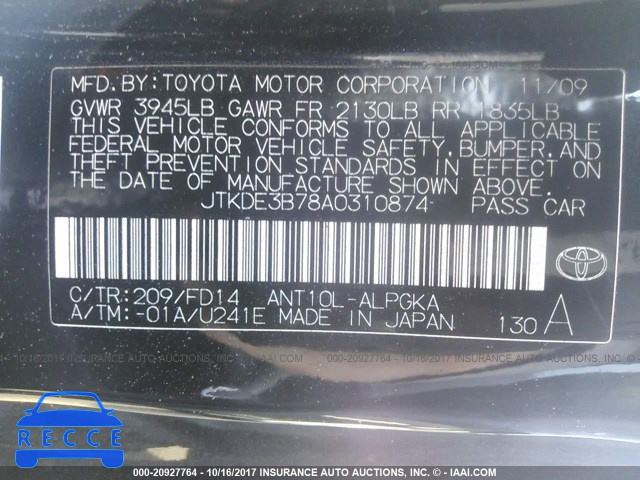 MFD. BY: TOYOTA MOTOR CORPORATION 11/09
GVWR 3945LB GAWR FR 2130LB RR 1835LB
THIS VEHICLE CONFORMS TO ALL APPLICABLE
FEDERAL MOTOR VEHICLE SAFETY, BUMPER, AND
THEFT PREVENTION STANDARDS IN EFFECT ON
THE DATE OF MANUFACTURE SHOWN ABOVE.
JTKDE3B78A0310874 PASS CAR
C/TR: 209/FD14 ANT10L-ALPGKA
A/TM: -01A/U241E MADE IN JAPAN 130 A
RECCE
000-20927764 - 10/16/2017 INSURANCE AUTO AUCTIONS, INC. - © IAAI.COM